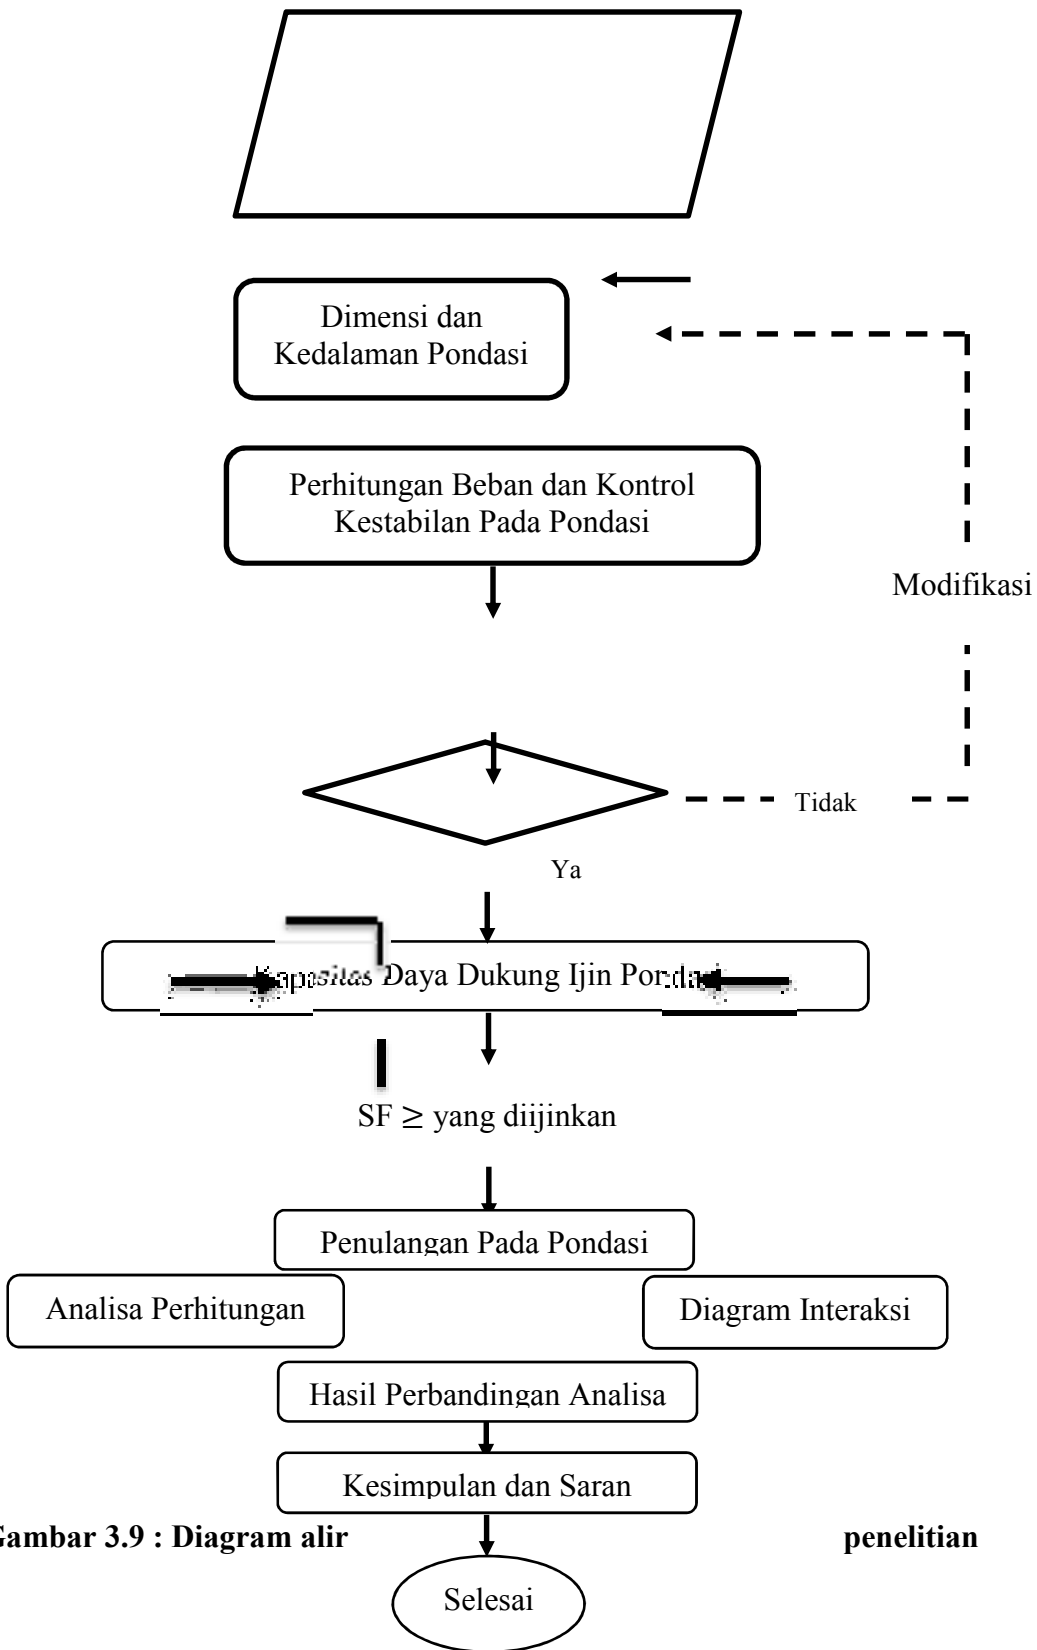 Dimensi dan
Kedalaman Pondasi
Perhitungan Beban dan Kontrol
Kestabilan Pada Pondasi
Modifikasi
Tidak
Ya
Daya Dukung Ijin
SF ≥ yang diijinkan
Penulangan Pada Pondasi
Analisa Perhitungan
Diagram Interaksi
Hasil Perbandingan Analisa
Kesimpulan dan Saran
Gambar 3.9 : Diagram alir penelitian
Selesai